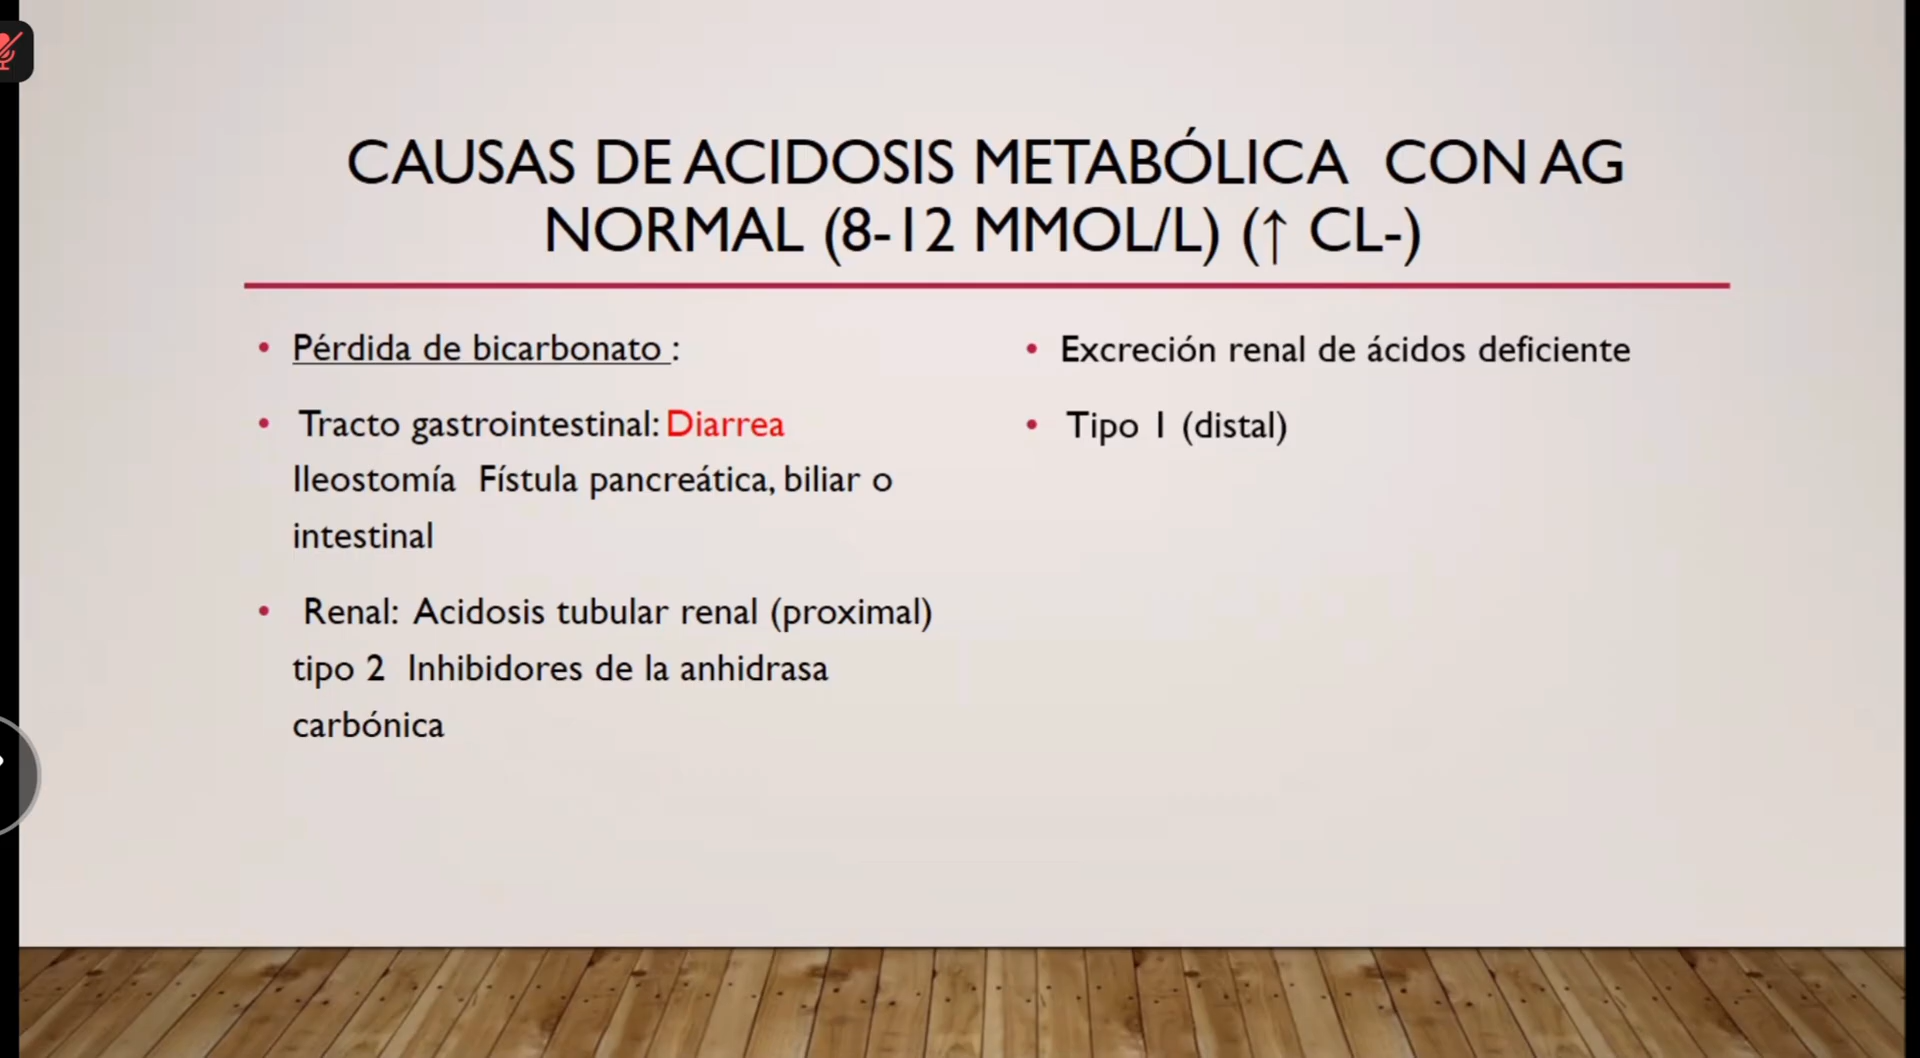 CAUSAS DE ACIDOSIS METABÓLICA CON AG
NORMAL (8-12 MMOL/L) (↑ CL-)
• Pérdida de bicarbonato :
• Tracto gastrointestinal: Diarrea
Ileostomía Fístula pancreática, biliar o
intestinal
• Renal: Acidosis tubular renal (proximal)
tipo 2 Inhibidores de la anhidrasa
carbónica
• Excreción renal de ácidos deficiente
• Tipo 1 (distal)